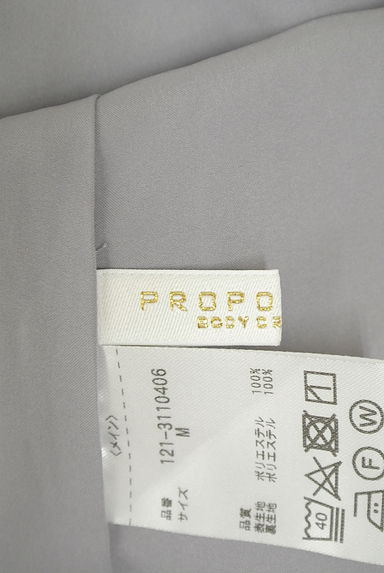 PROPO
BODY
〈メイン〉
品番 121-3110406
サイズ M
品質
表生地 ポリエステル 100%
裏生地 ポリエステル 100%
40
F
W